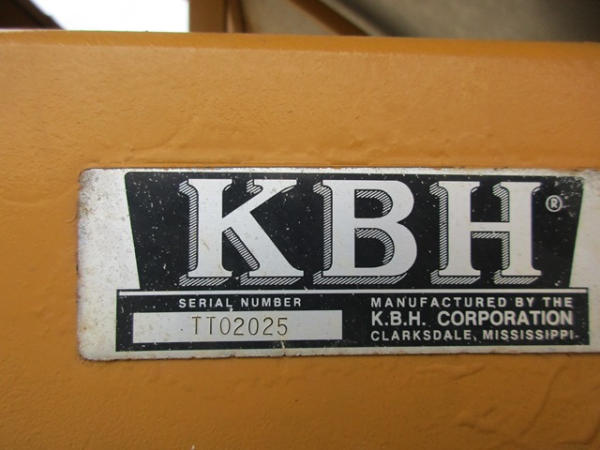 KBH®
SERIAL NUMBER
TT02025
MANUFACTURED BY THE
K.B.H. CORPORATION
CLARKSDALE, MISSISSIPPI